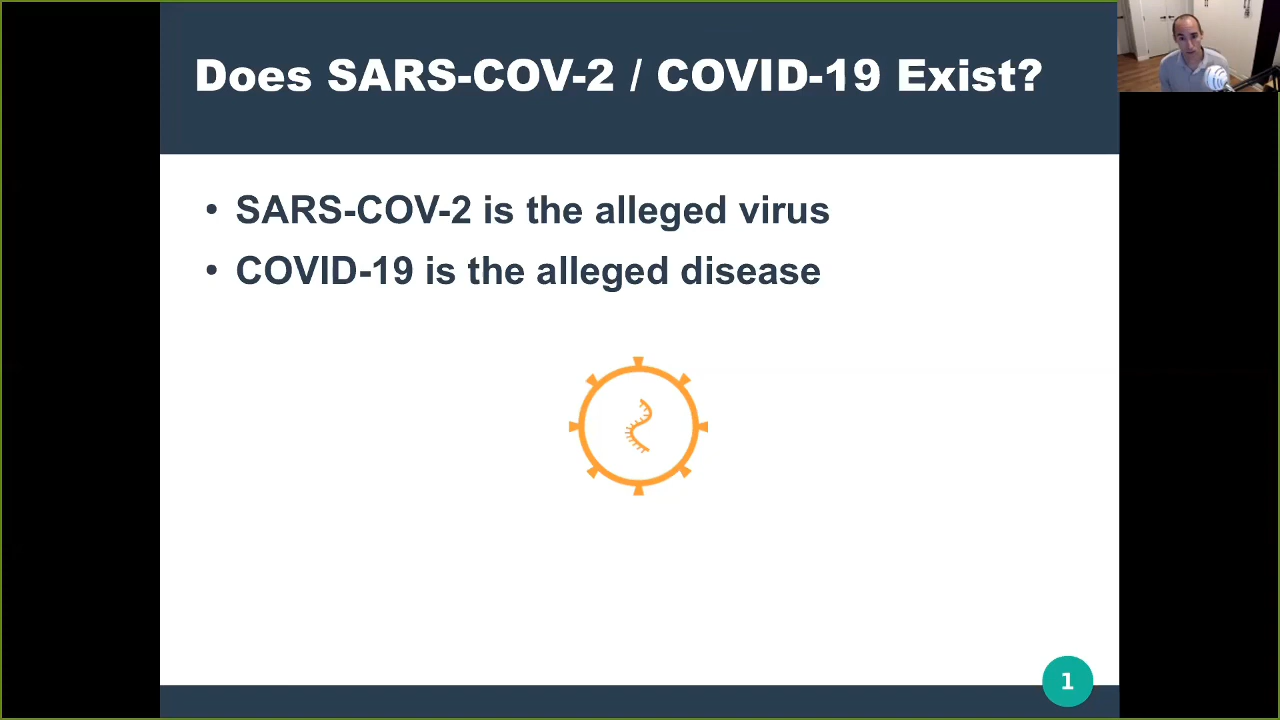 Does SARS-COV-2 / COVID-19 Exist?
• SARS-COV-2 is the alleged virus
• COVID-19 is the alleged disease
1